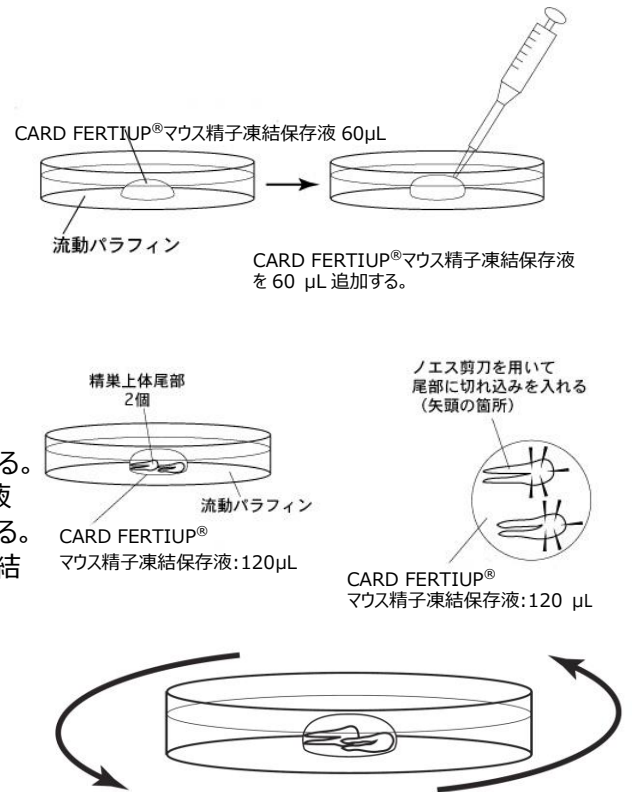 CARD FERTIUP®マウス精子凍結保存液 60μL
流動パラフィン
CARD FERTIUP®マウス精子凍結保存液
を 60 μL 追加する。
精巣上体尾部
2個
る。
液
る。
結
流動パラフィン
CARD FERTIUP®
マウス精子凍結保存液:120μL
ノエス剪刀を用いて
尾部に切れ込みを入れる
（矢頭の箇所）
CARD FERTIUP®
マウス精子凍結保存液:120 μL